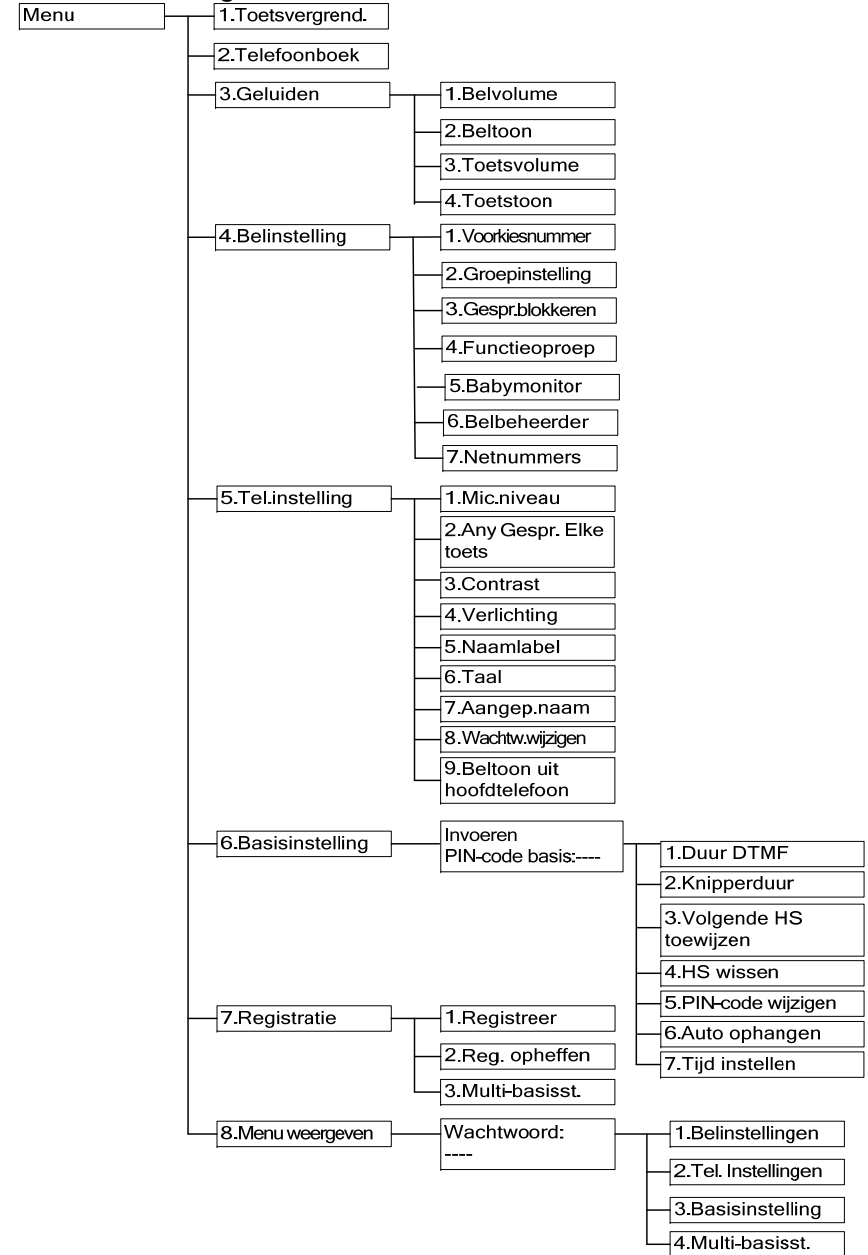 Menu
1.Toetsvergrend.
2.Telefoonboek
3.Geluiden
1.Belvolume
2.Beltoon
3.Toetsvolume
4.Toetstoon
4.Belinstelling
1.Voorkiesnummer
2.Groepinstelling
3.Gespr.blokkeren
4.Functieoproep
5.Babymonitor
6.Belbeheerder
7.Netnummers
5.Tel.instelling
1.Mic.niveau
2.Any Gespr. Elke
toets
3.Contrast
4.Verlichting
5.Naamlabel
6.Taal
7.Aangep.naam
8.Wachtw.wijzigen
9.Beltoon uit
hoofdtelefoon
6.Basisinstelling
Invoeren
PIN-code basis:----
1.Duur DTMF
2.Knipperduur
3.Volgende HS
toewijzen
4.HS wissen
5.PIN-code wijzigen
6.Auto ophangen
7.Tijd instellen
7.Registratie
1.Registreer
2.Reg. opheffen
3.Multi-basisst.
8.Menu weergeven
Wachtwoord:
----
1.Belinstellingen
2.Tel. Instellingen
3.Basisinstelling
4.Multi-basisst.